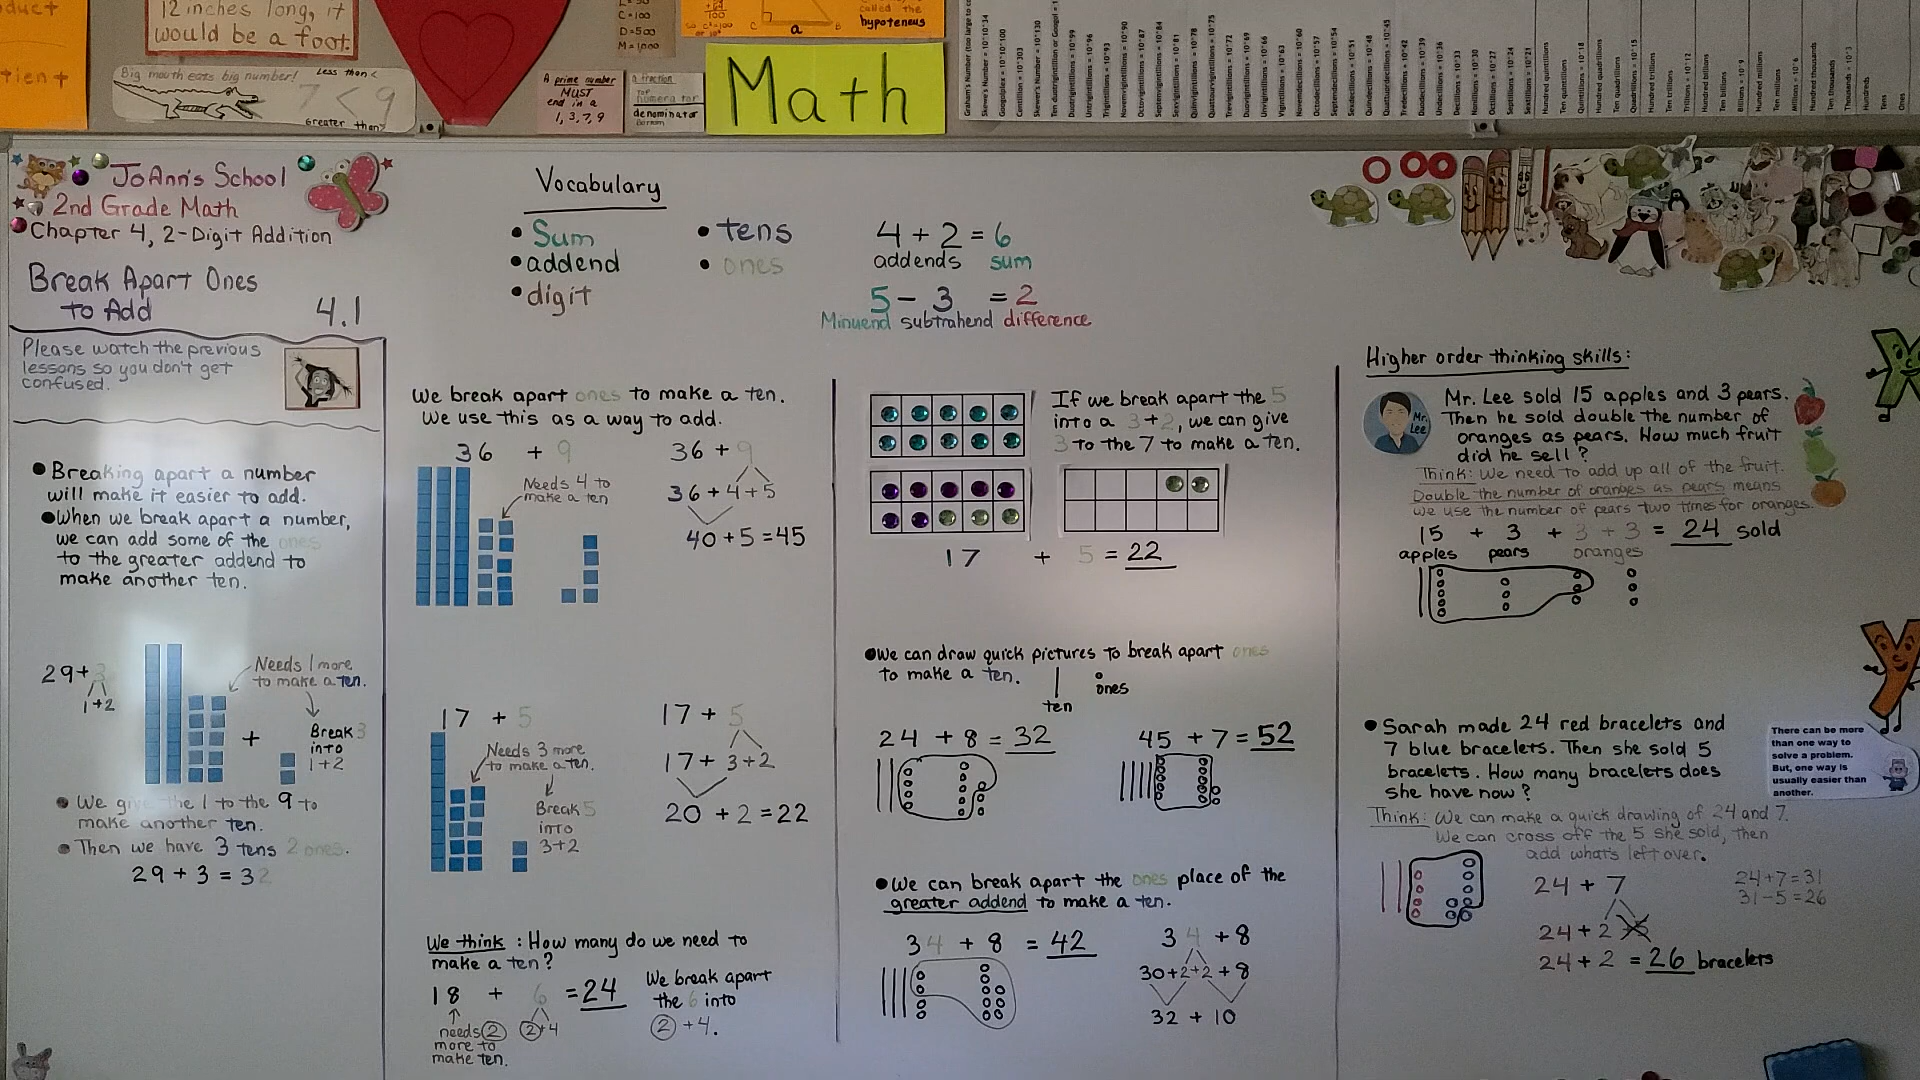 duct
tient
12 inches long, it
would be a foot.
Big mouth eats big number!
Less than <
7 < 9
Greater than >
C = 100
D = 500
M = 1,000
A prime number
MUST
end in a
1, 3, 7, 9
a fraction
TOP
numerator
denominator
Bottom
called the
hypoteneus
a
Math
JoAnn's School
2nd Grade Math
Chapter 4, 2-Digit Addition
Break Apart Ones
to Add
4.1
Please watch the previous
lessons so you don't get
confused.
• Breaking apart a number
will make it easier to add.
• When we break apart a number,
we can add some of the ones
to the greater addend to
make another ten.
29+3
1+2
Needs 1 more
to make a ten.
+
Break 3
into
1+2
• We give the 1 to the 9 to
make another ten.
• Then we have 3 tens 2 ones.
29 + 3 = 32
Vocabulary
• Sum
• addend
• digit
• tens
• ones
4 + 2 = 6
addends sum
5 - 3 = 2
Minuend subtrahend difference
We break apart ones to make a ten.
We use this as a way to add.
36 + 9
Needs 4 to
make a ten
36 + 9
36 + 4 + 5
40 + 5 = 45
17 + 5
Needs 3 more
to make a ten.
Break 5
into
3+2
17 + 5
17 + 3+2
20 + 2 = 22
We think: How many do we need to
make a ten?
18 + 6 = 24
needs 2
more to
make ten.
2+4
We break apart
the 6 into
2 +4.
If we break apart the 5
into a 3+2, we can give
3 to the 7 to make a ten.
17 + 5 = 22
• We can draw quick pictures to break apart ones
to make a ten.
ten
ones
24 + 8 = 32
45 + 7 = 52
• We can break apart the ones place of the
greater addend to make a ten.
34 + 8 = 42
34 + 8
30+2+2 + 8
32 + 10
Higher order thinking skills:
Mr.
Lee
Mr. Lee sold 15 apples and 3 pears.
Then he sold double the number of
oranges as pears. How much fruit
did he sell?
Think: We need to add up all of the fruit.
Double the number of oranges as pears means
we use the number of pears two times for oranges.
15 + 3 + 3 + 3 = 24 sold
apples pears oranges
• Sarah made 24 red bracelets and
7 blue bracelets. Then she sold 5
bracelets. How many bracelets does
she have now?
There can be more
than one way to
solve a problem.
But, one way is
usually easier than
another.
Think: We can make a quick drawing of 24 and 7.
We can cross off the 5 she sold, then
add what's left over.
24 + 7
24 + 2 5
24 + 2 = 26 bracelets
24+7=31
31-5=26